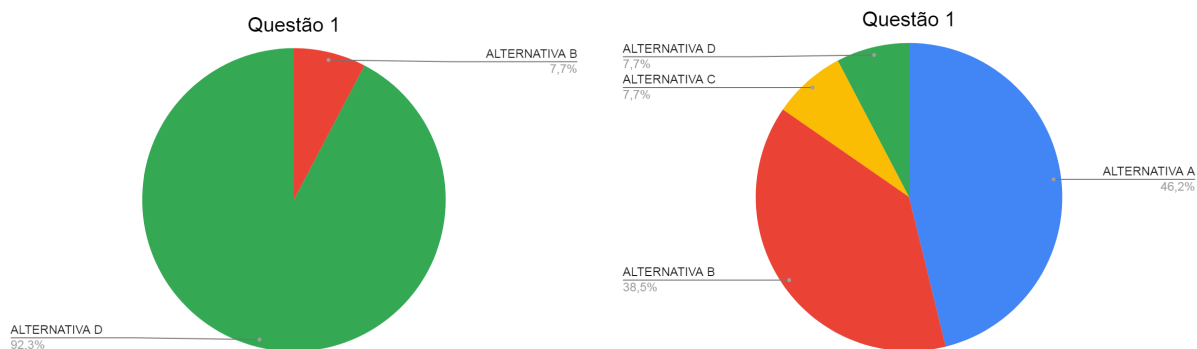 Questão 1
ALTERNATIVA B
7,7%
ALTERNATIVA D
92,3%
Questão 1
ALTERNATIVA D
7,7%
ALTERNATIVA C
7,7%
ALTERNATIVA A
46,2%
ALTERNATIVA B
38,5%